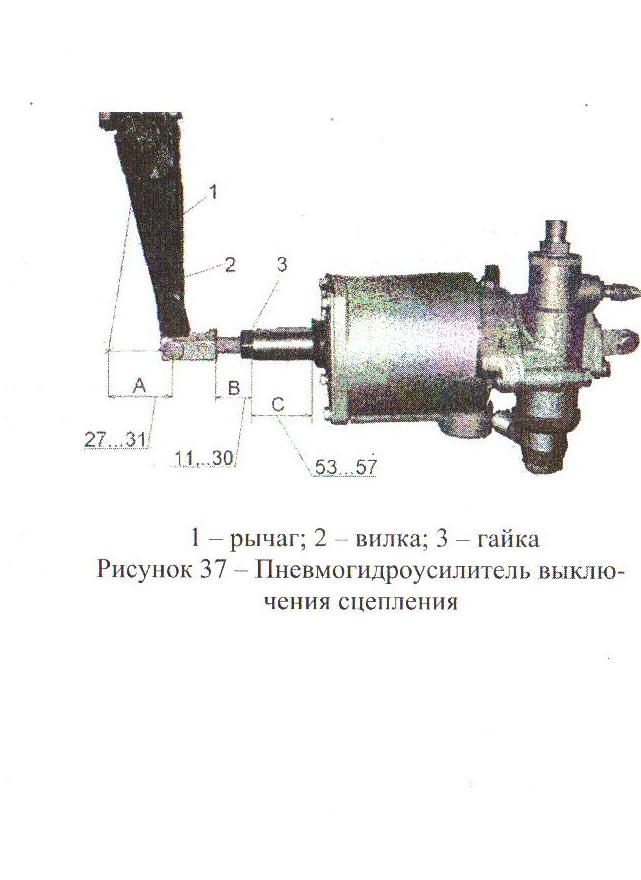 1
2
3
A
B
C
27...31
11,..30
53...57
1 – рычаг; 2 – вилка; 3 – гайка
Рисунок 37 – Пневмогидроусилитель выклю-
чения сцепления